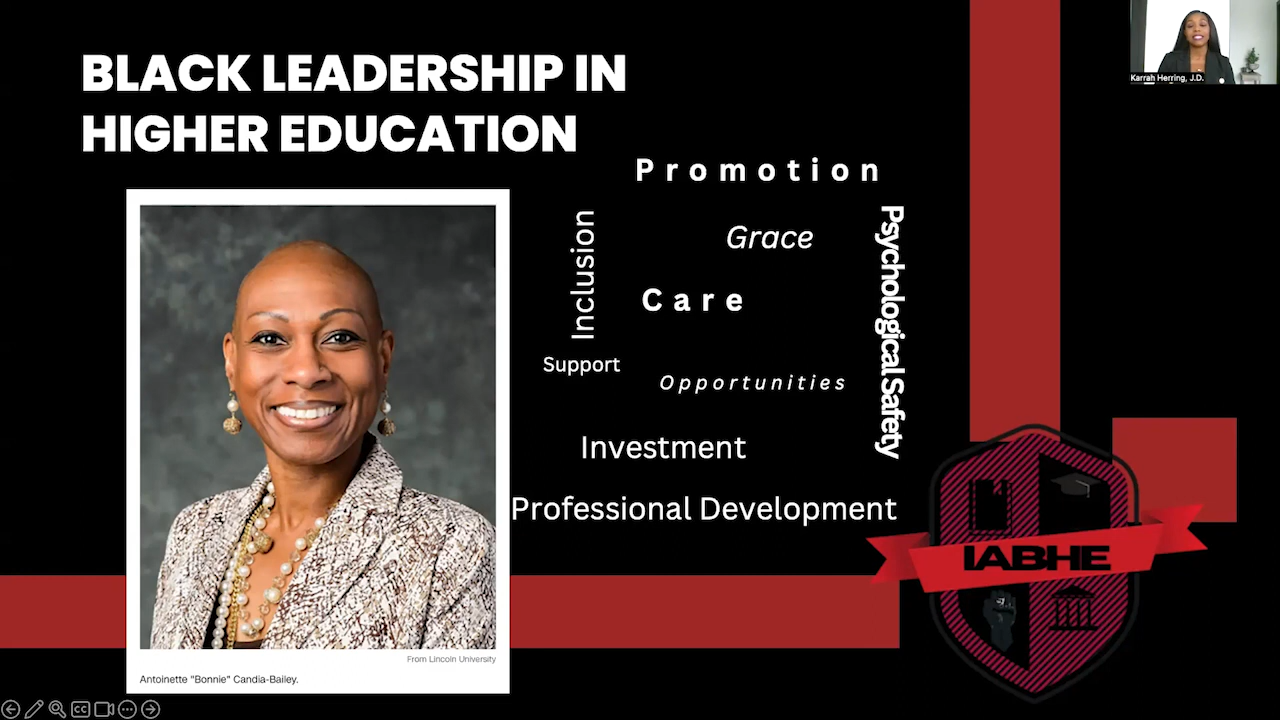 BLACK LEADERSHIP IN
HIGHER EDUCATION
Karrah Herring, J.D.
Promotion
Inclusion
Grace
Psychological Safety
Care
Support
Opportunities
Investment
Professional Development
IABHE
From Lincoln University
Antoinette "Bonnie" Candia-Bailey.
CC